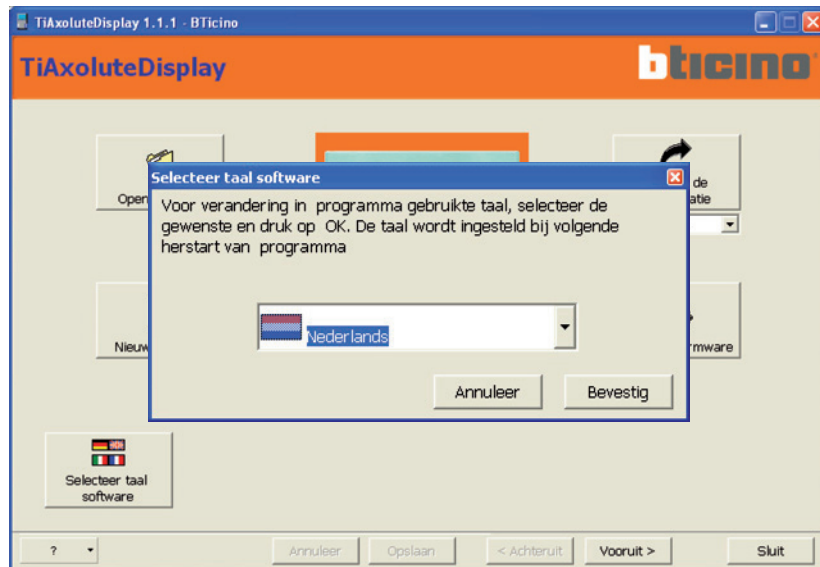 TiAxoluteDisplay 1.1.1 - BTicino
TiAxoluteDisplay
bticino
Open
de
atie
Selecteer taal software
Voor verandering in programma gebruikte taal, selecteer de
gewenste en druk op OK. De taal wordt ingesteld bij volgende
herstart van programma
Nederlands
Annuleer
Bevestig
Nieuw
rmware
Selecteer taal
software
?
Annuleer
Opslaan
< Achteruit
Vooruit >
Sluit